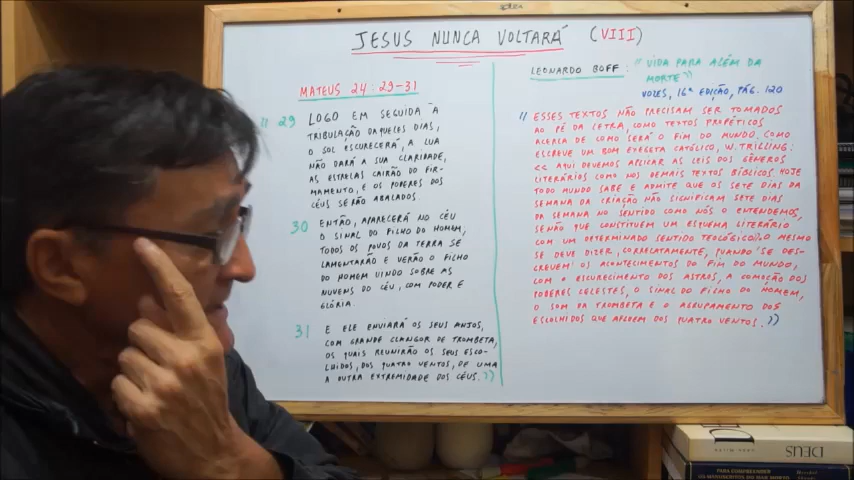 JESUS NUNCA VOLTARÁ (VIII)
MATEUS 24:29-31
" 29 LOGO EM SEGUIDA À
TRIBULAÇÃO DAQUELES DIAS,
O SOL ESCURECERÁ, A LUA
NÃO DARÁ A SUA CLARIDADE,
AS ESTRELAS CAIRÃO DO FIR-
MAMENTO, E OS PODERES DOS
CÉUS SERÃO ABALADOS.
30 ENTÃO, APARECERÁ NO CÉU
O SINAL DO FILHO DO HOMEM,
TODOS OS POVOS DA TERRA SE
LAMENTARÃO E VERÃO O FILHO
DO HOMEM VINDO SOBRE AS
NUVENS DO CÉU, COM PODER E
GLÓRIA.
31 E ELE ENVIARÁ OS SEUS ANJOS,
COM GRANDE CLANGOR DE TROMBETA,
OS QUAIS REUNIRÃO OS SEUS ESCO-
LHIDOS, DOS QUATRO VENTOS, DE UMA
A OUTRA EXTREMIDADE DOS CÉUS."
LEONARDO BOFF: "VIDA PARA ALÉM DA
MORTE"
VOZES, 16ª EDIÇÃO, PÁG. 120
" ESSES TEXTOS NÃO PRECISAM SER TOMADOS
AO PÉ DA LETRA, COMO TEXTOS PROFÉTICOS
ACERCA DE COMO SERÁ O FIM DO MUNDO. COMO
ESCREVE UM BOM EXEGETA CATÓLICO, W. TRILLING:
<< AQUI DEVEMOS APLICAR AS LEIS DOS GÊNEROS
LITERÁRIOS COMO NOS DEMAIS TEXTOS BÍBLICOS. HOJE
TODO MUNDO SABE E ADMITE QUE OS SETE DIAS DA
SEMANA DA CRIAÇÃO NÃO SIGNIFICAM SETE DIAS
DA SEMANA NO SENTIDO COMO NÓS O ENTENDEMOS,
SENÃO QUE CONSTITUEM UM ESQUEMA LITERÁRIO
COM UM DETERMINADO SENTIDO TEOLÓGICO. O MESMO
SE DEVE DIZER, CORRETAMENTE, QUANDO SE DES-
CREVEM OS ACONTECIMENTOS DO FIM DO MUNDO,
COM O ESCURECIMENTO DOS ASTROS, A COMOÇÃO DOS
PODERES CELESTES, O SINAL DO FILHO DO HOMEM,
O SOM DA TROMBETA E O AGRUPAMENTO DOS
ESCOLHIDOS QUE AFLUEM DOS QUATRO VENTOS."
DEUS
PARA COMPREENDER
OS MANUSCRITOS DO MAR MORTO